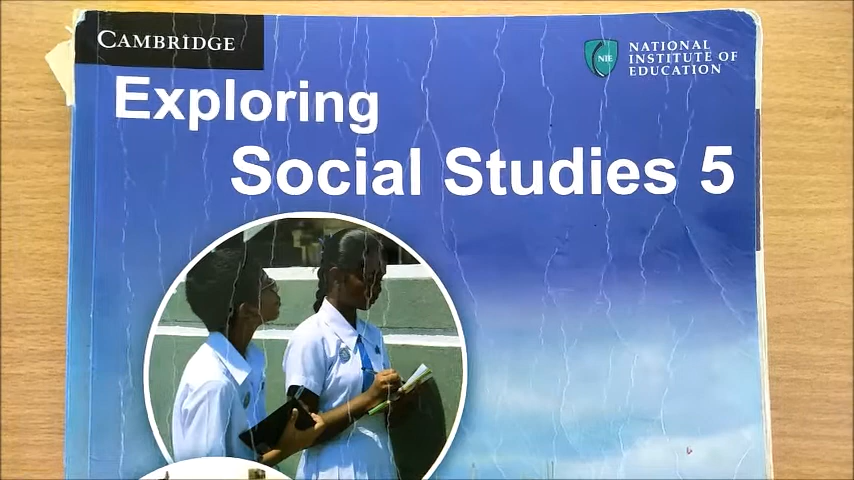 CAMBRIDGE
NIE
NATIONAL
INSTITUTE OF
EDUCATION
Exploring
Social Studies 5